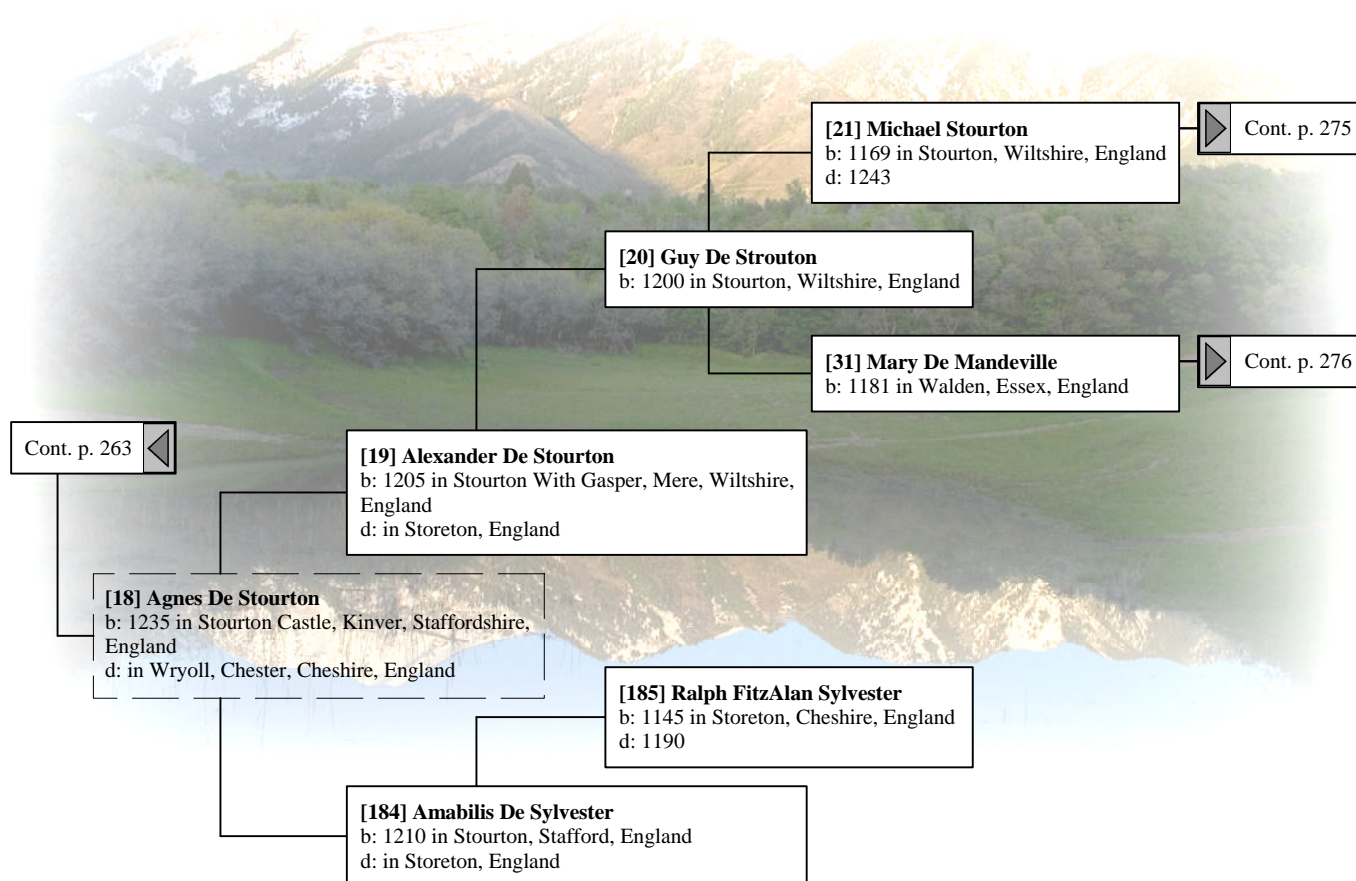 [21] Michael Stourton
b: 1169 in Stourton, Wiltshire, England
d: 1243
Cont. p. 275
[20] Guy De Strouton
b: 1200 in Stourton, Wiltshire, England
[31] Mary De Mandeville
b: 1181 in Walden, Essex, England
Cont. p. 276
Cont. p. 263
[19] Alexander De Stourton
b: 1205 in Stourton With Gasper, Mere, Wiltshire,
England
d: in Storeton, England
[18] Agnes De Stourton
b: 1235 in Stourton Castle, Kinver, Staffordshire,
England
d: in Wryoll, Chester, Cheshire, England
[185] Ralph FitzAlan Sylvester
b: 1145 in Storeton, Cheshire, England
d: 1190
[184] Amabilis De Sylvester
b: 1210 in Stourton, Stafford, England
d: in Storeton, England